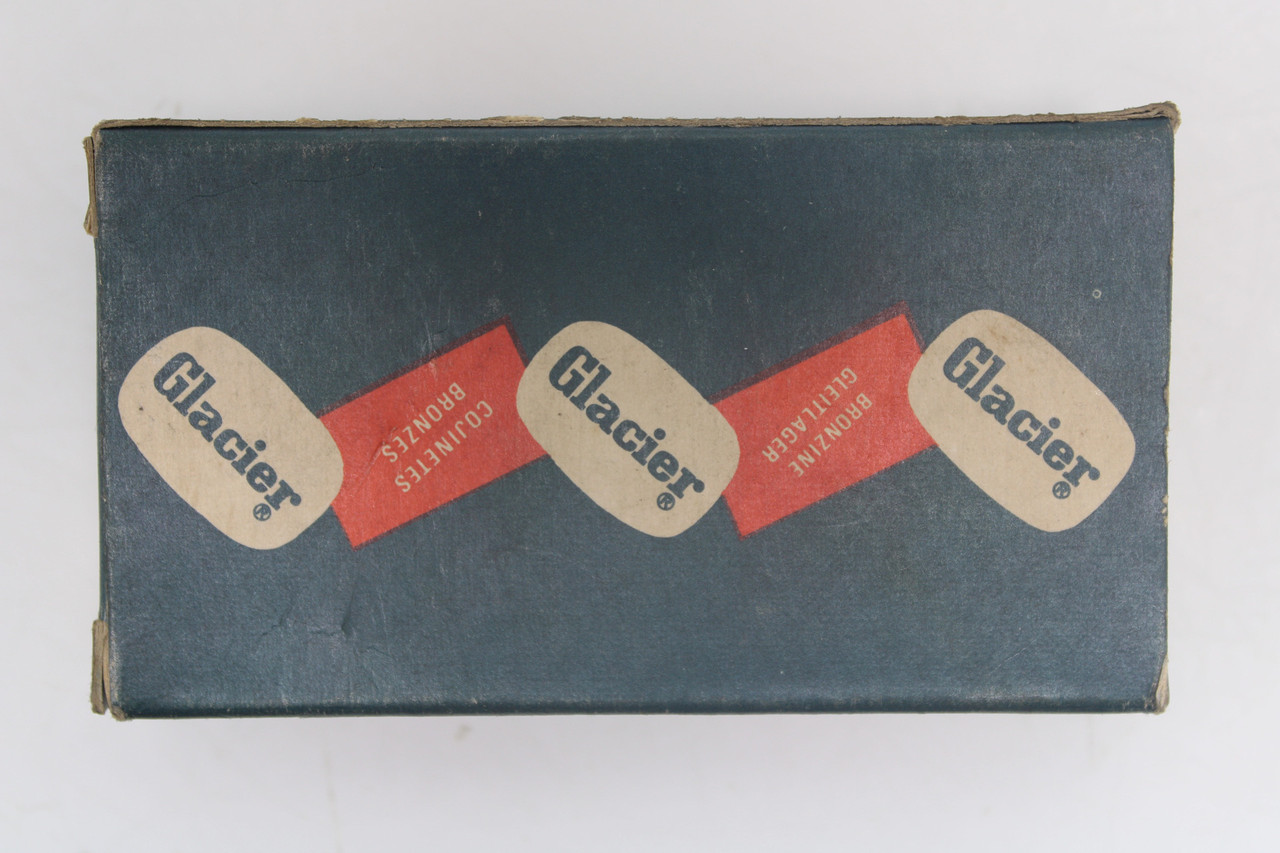 Glacier®
COJINETES
BRONZES
Glacier®
BRONZINE
GLEITLAGER
Glacier®